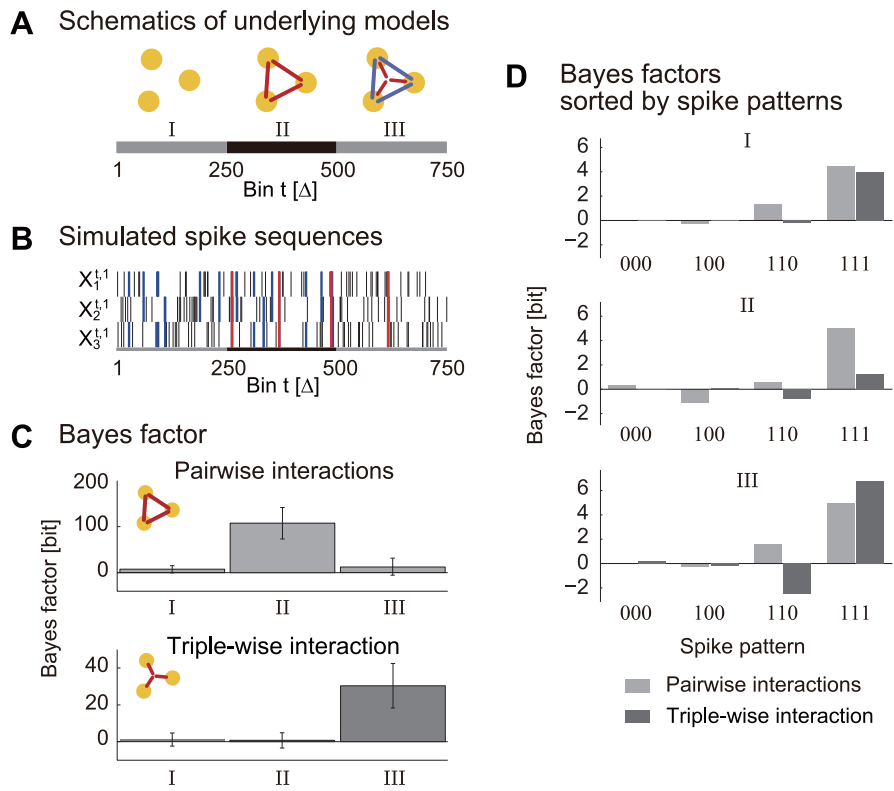 A Schematics of underlying models
I II III
1 250 500 750
Bin t [Δ]
B Simulated spike sequences
X₁ᵗ,¹
X₂ᵗ,¹
X₃ᵗ,¹
1 250 500 750
Bin t [Δ]
C Bayes factor
Pairwise interactions
Bayes factor [bit]
200
100
0
I II III
Triple-wise interaction
40
20
0
I II III
D Bayes factors
sorted by spike patterns
Bayes factor [bit]
I
6
4
2
0
−2
000 100 110 111
II
6
4
2
0
−2
000 100 110 111
III
6
4
2
0
−2
000 100 110 111
Spike pattern
Pairwise interactions
Triple-wise interaction